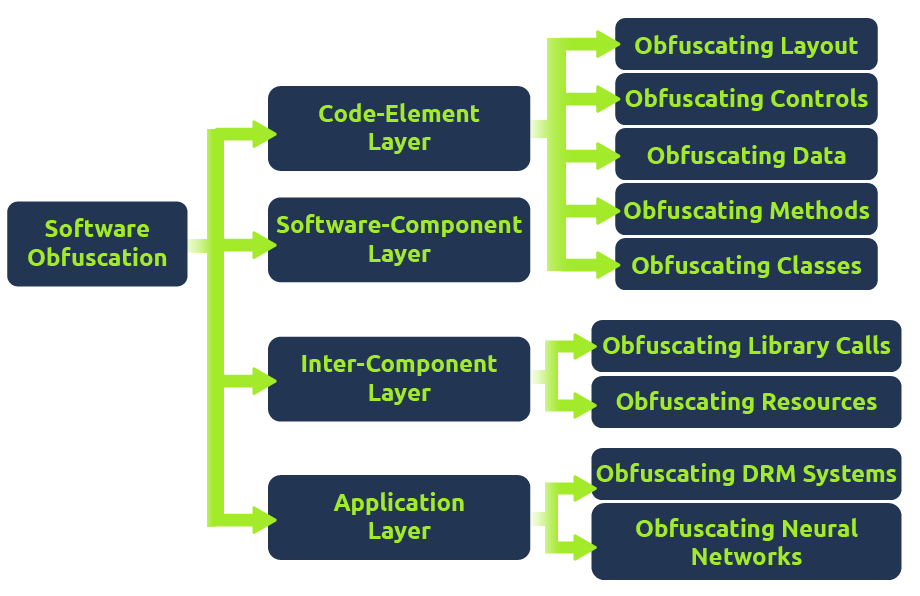 Software
Obfuscation
Code-Element
Layer
Obfuscating Layout
Obfuscating Controls
Obfuscating Data
Obfuscating Methods
Obfuscating Classes
Software-Component
Layer
Inter-Component
Layer
Obfuscating Library Calls
Obfuscating Resources
Application
Layer
Obfuscating DRM Systems
Obfuscating Neural
Networks